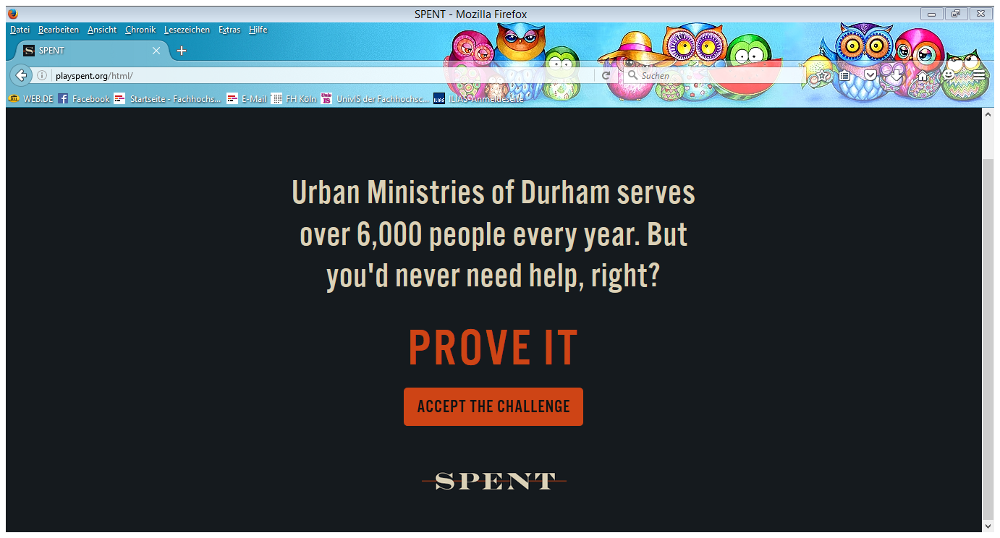 SPENT - Mozilla Firefox
Datei Bearbeiten Ansicht Chronik Lesezeichen Extras Hilfe
SPENT
playspent.org/html/
Suchen
WEB.DE Facebook Startseite - Fachhochs... E-Mail FH Köln UnivIS der Fachhochsc... ILIAS-Anmeldeseite
Urban Ministries of Durham serves
over 6,000 people every year. But
you'd never need help, right?
PROVE IT
ACCEPT THE CHALLENGE
SPENT